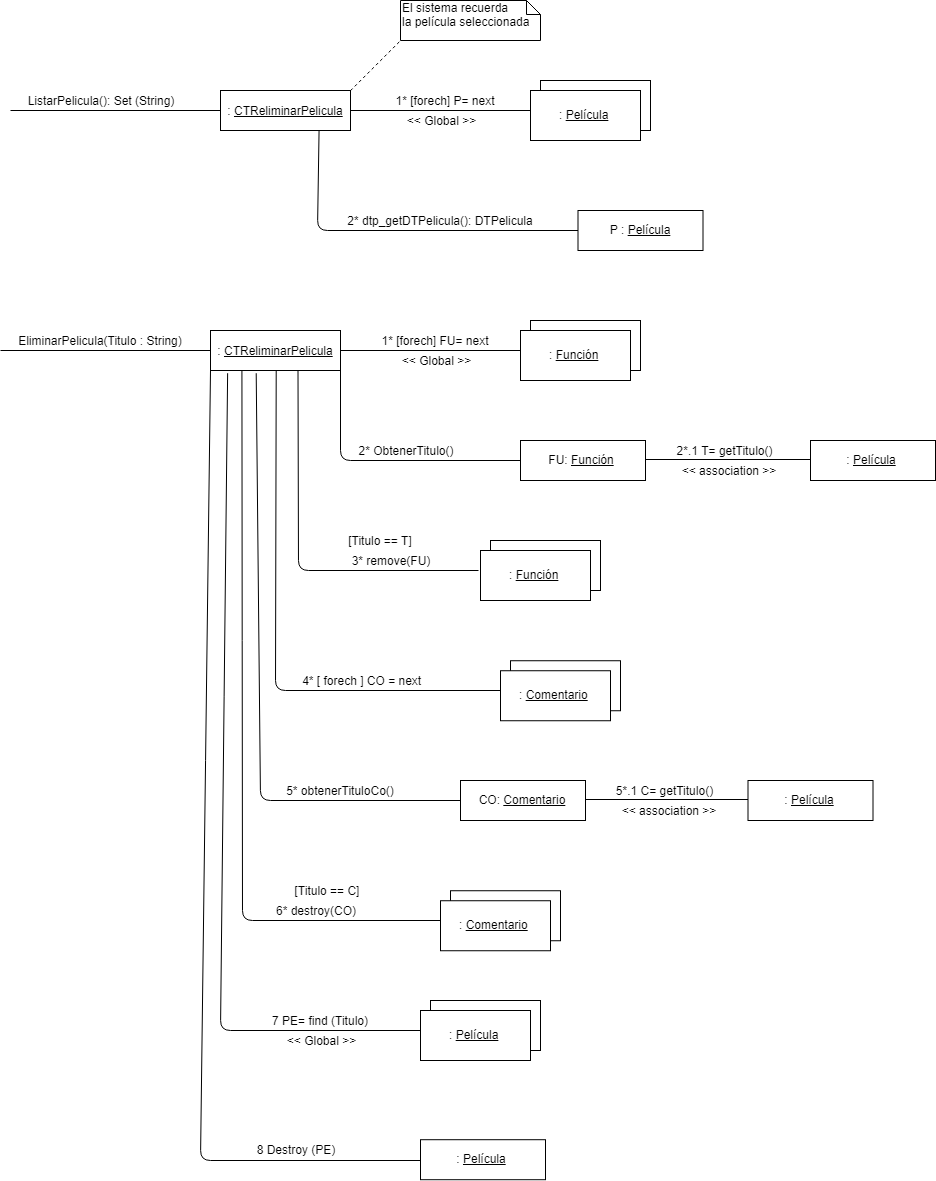 El sistema recuerda
la película seleccionada
ListarPelicula(): Set (String)
: CTReliminarPelicula
1* [forech] P= next
<< Global >>
: Película
2* dtp_getDTPelicula(): DTPelicula
P : Película
EliminarPelicula(Titulo : String)
: CTReliminarPelicula
1* [forech] FU= next
<< Global >>
: Función
2* ObtenerTitulo()
FU: Función
2*.1 T= getTitulo()
<< association >>
: Película
[Titulo == T]
3* remove(FU)
: Función
4* [ forech ] CO = next
: Comentario
5* obtenerTituloCo()
CO: Comentario
5*.1 C= getTitulo()
<< association >>
: Película
[Titulo == C]
6* destroy(CO)
: Comentario
7 PE= find (Titulo)
<< Global >>
: Película
8 Destroy (PE)
: Película